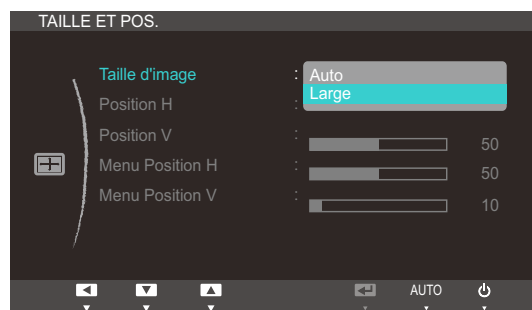 TAILLE ET POS.
Taille d'image : Auto
Large
Position H :
Position V : 50
Menu Position H : 50
Menu Position V : 10
AUTO